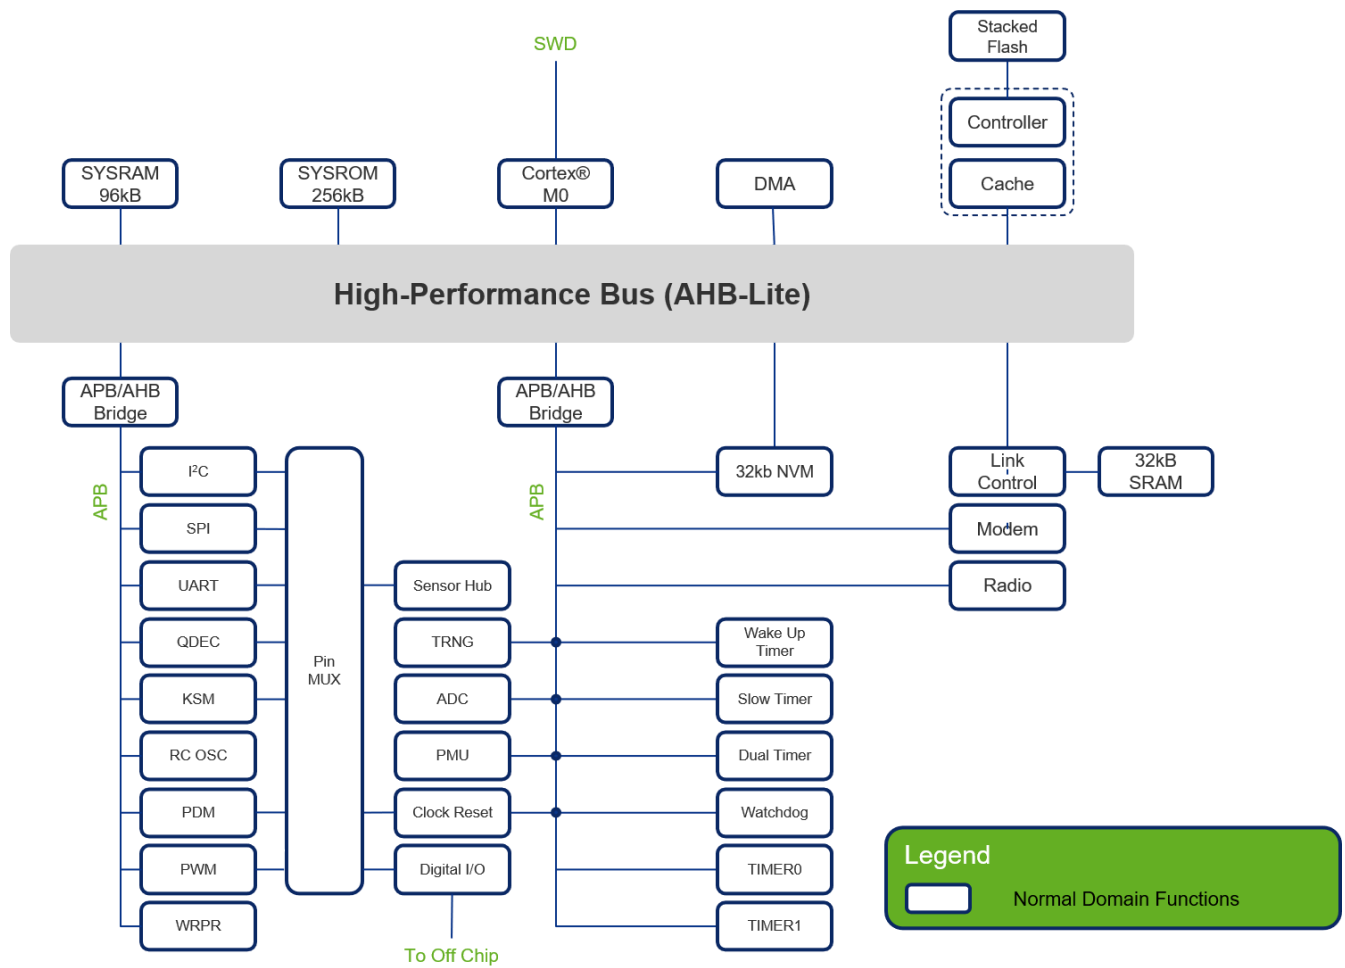 SWD
Stacked
Flash
Controller
Cache
SYSRAM
96kB
SYSROM
256kB
Cortex®
M0
DMA
High-Performance Bus (AHB-Lite)
APB/AHB
Bridge
APB/AHB
Bridge
APB
I²C
SPI
UART
QDEC
KSM
RC OSC
PDM
PWM
WRPR
Pin
MUX
Sensor Hub
TRNG
ADC
PMU
Clock Reset
Digital I/O
To Off Chip
APB
32kb NVM
Link
Control
32kB
SRAM
Modem
Radio
Wake Up
Timer
Slow Timer
Dual Timer
Watchdog
TIMER0
TIMER1
Legend
Normal Domain Functions